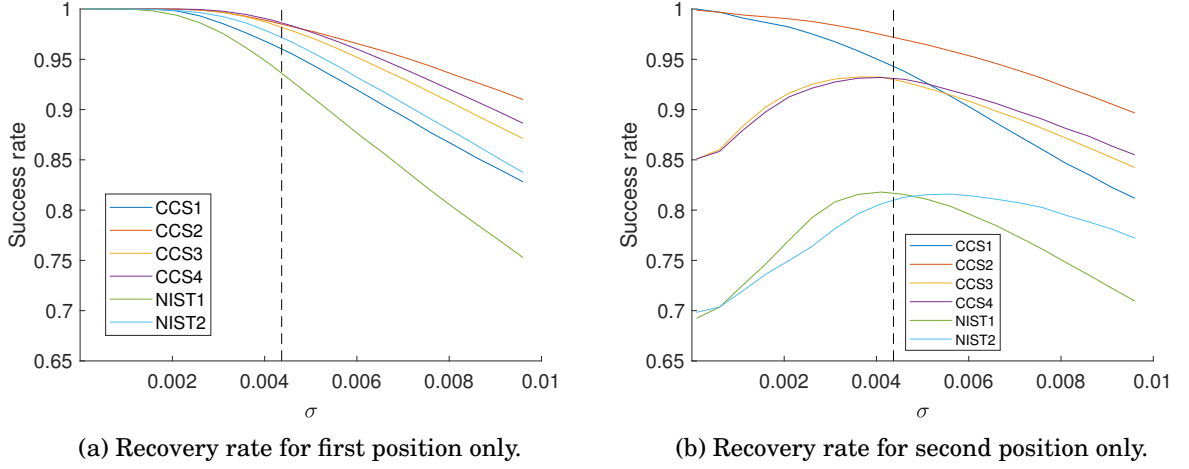 1
0.95
0.9
0.85
0.8
0.75
0.7
0.65
Success rate
CCS1
CCS2
CCS3
CCS4
NIST1
NIST2
0.002 0.004 0.006 0.008 0.01
σ
(a) Recovery rate for first position only.
1
0.95
0.9
0.85
0.8
0.75
0.7
0.65
Success rate
CCS1
CCS2
CCS3
CCS4
NIST1
NIST2
0.002 0.004 0.006 0.008 0.01
σ
(b) Recovery rate for second position only.